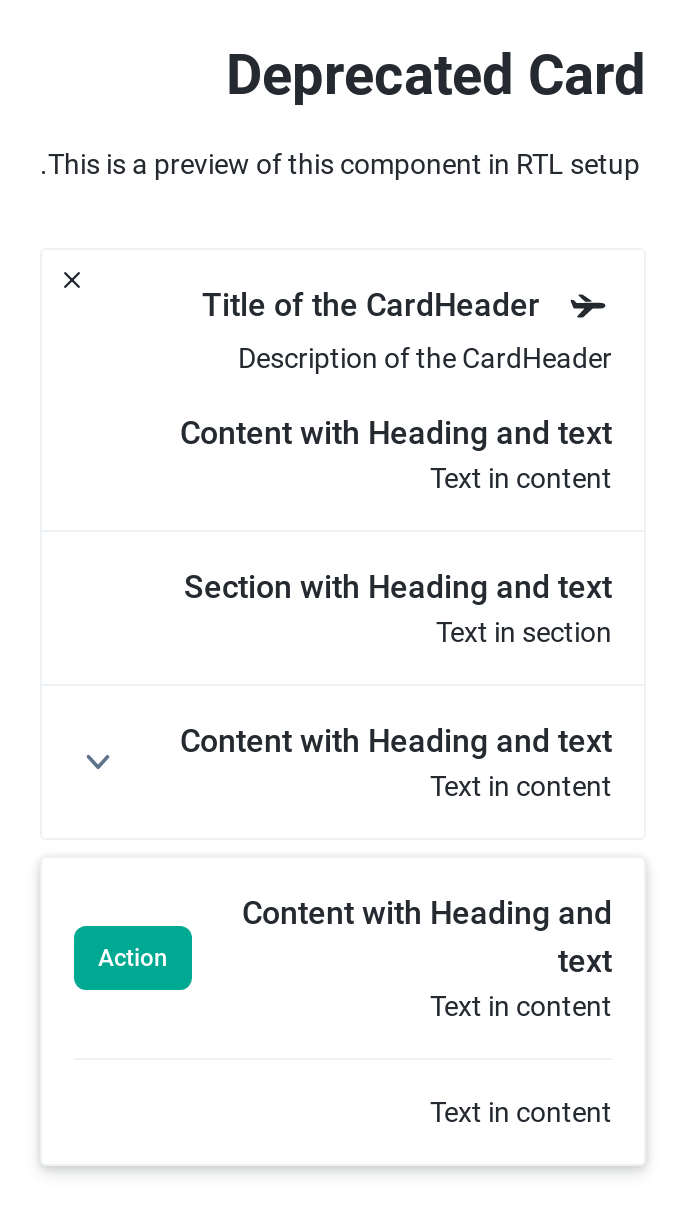 Deprecated Card
.This is a preview of this component in RTL setup
Title of the CardHeader
Description of the CardHeader
Content with Heading and text
Text in content
Section with Heading and text
Text in section
Content with Heading and text
Text in content
Content with Heading and
text
Action
Text in content
Text in content